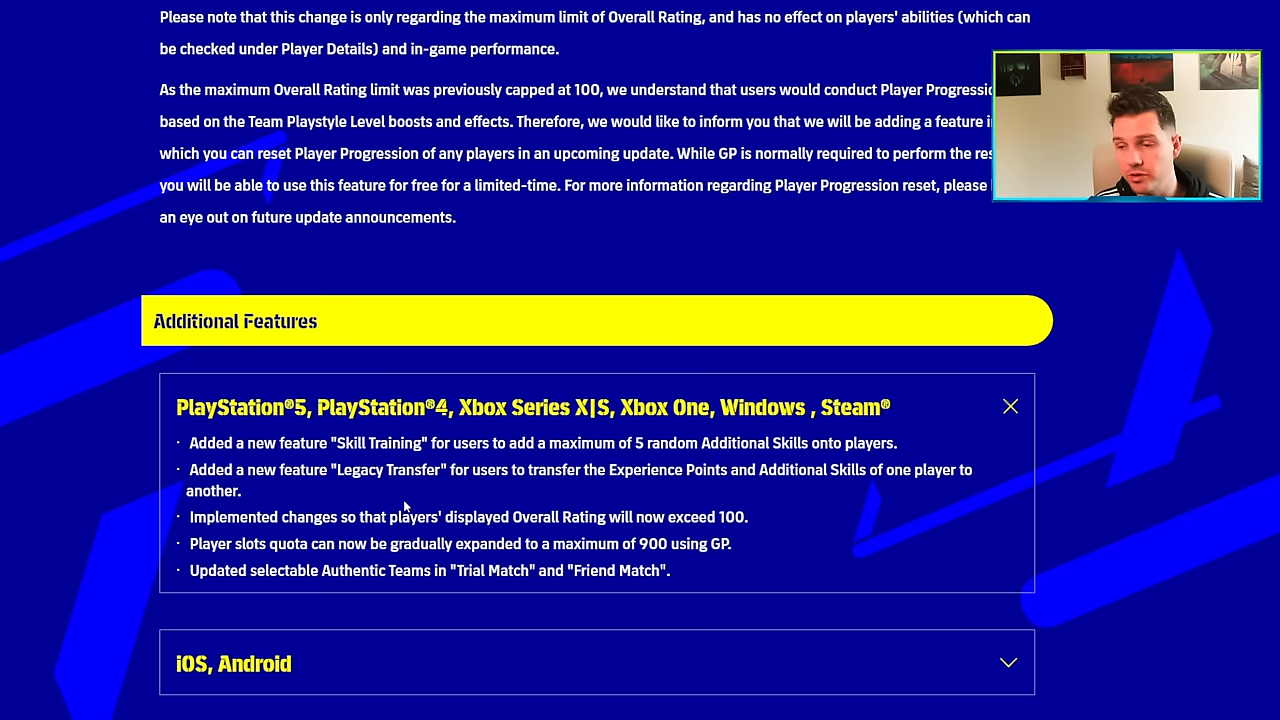 Please note that this change is only regarding the maximum limit of Overall Rating, and has no effect on players' abilities (which can
be checked under Player Details) and in-game performance.
As the maximum Overall Rating limit was previously capped at 100, we understand that users would conduct Player
based on the Team Playstyle Level boosts and effects. Therefore, we would like to inform you that we will be adding a feature
which you can reset Player Progression of any players in an upcoming update. While GP is normally required to perform the
you will be able to use this feature for free for a limited-time. For more information regarding Player Progression reset, please
an eye out on future update announcements.
Additional Features
PlayStation®5, PlayStation®4, Xbox Series X|S, Xbox One, Windows , Steam®
· Added a new feature "Skill Training" for users to add a maximum of 5 random Additional Skills onto players.
· Added a new feature "Legacy Transfer" for users to transfer the Experience Points and Additional Skills of one player to
another.
· Implemented changes so that players' displayed Overall Rating will now exceed 100.
· Player slots quota can now be gradually expanded to a maximum of 900 using GP.
· Updated selectable Authentic Teams in "Trial Match" and "Friend Match".
iOS, Android